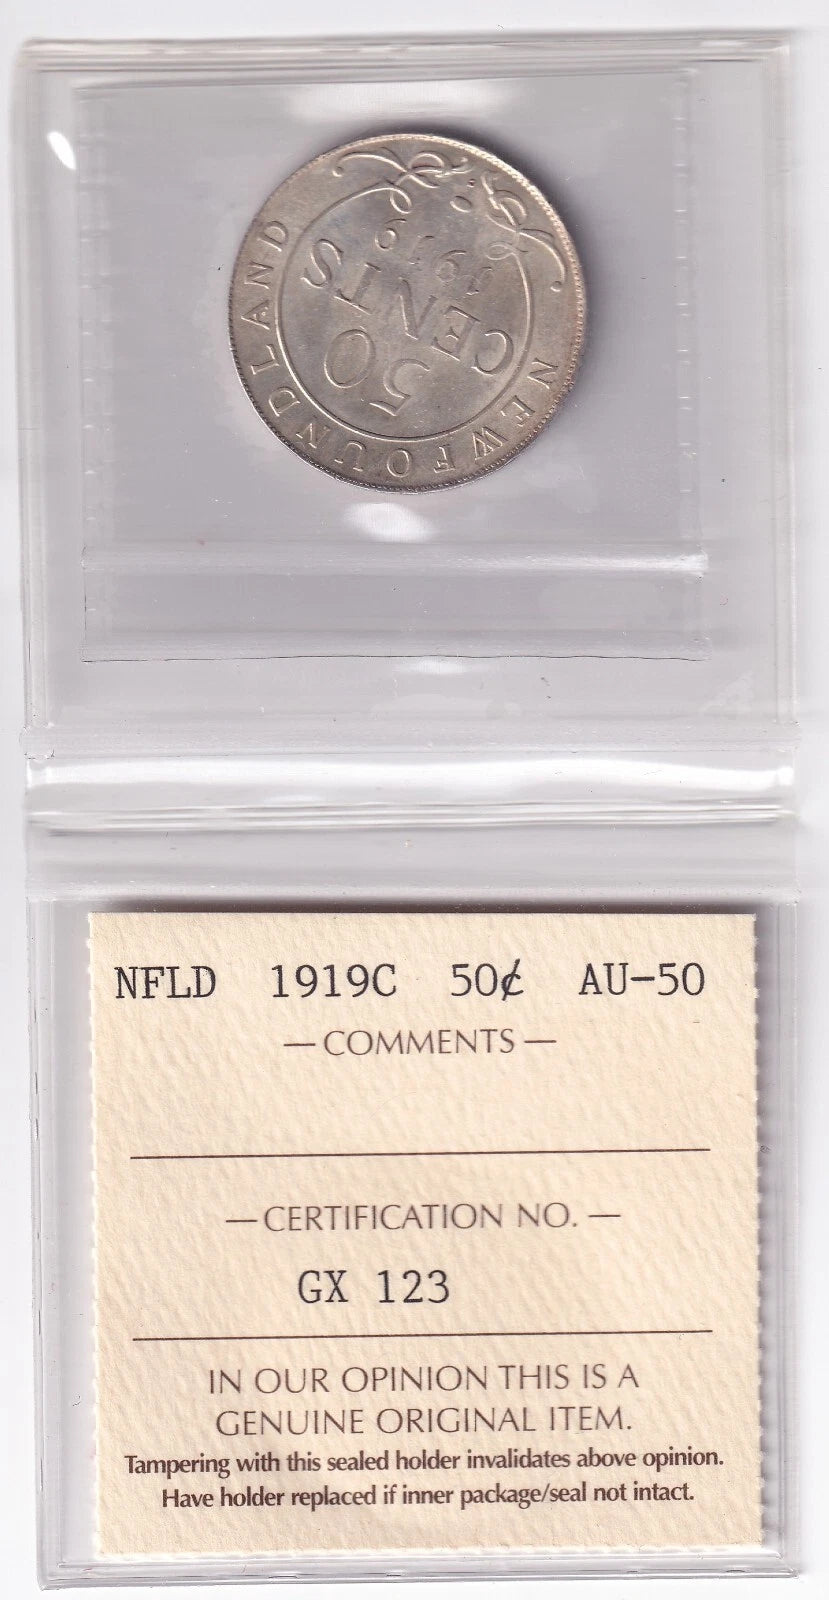 50
CENTS
1919
NEWFOUNDLAND
NFLD 1919C 50¢ AU-50
— COMMENTS —
— CERTIFICATION NO. —
GX 123
IN OUR OPINION THIS IS A
GENUINE ORIGINAL ITEM.
Tampering with this sealed holder invalidates above opinion.
Have holder replaced if inner package/seal not intact.